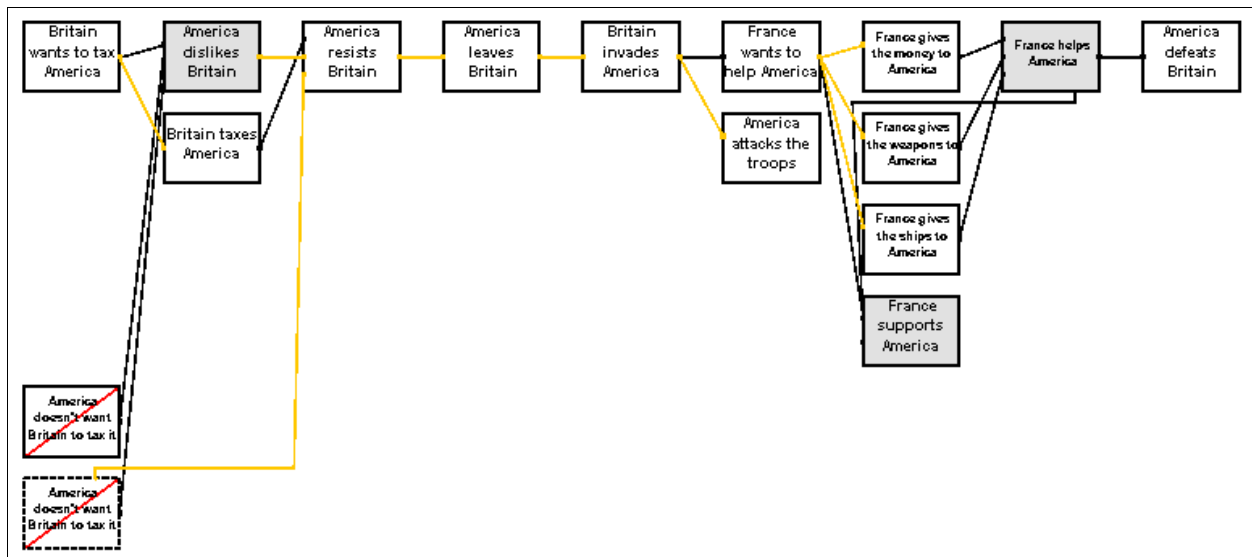 Britain
wants to tax
America
America
dislikes
Britain
America
resists
Britain
America
leaves
Britain
Britain
invades
America
France
wants to
help America
France gives
the money to
America
France helps
America
America
defeats
Britain
Britain taxes
America
America
attacks the
troops
France gives
the weapons to
America
France gives
the ships to
America
France
supports
America
America
doesn't want
Britain to tax it
America
doesn't want
Britain to tax it